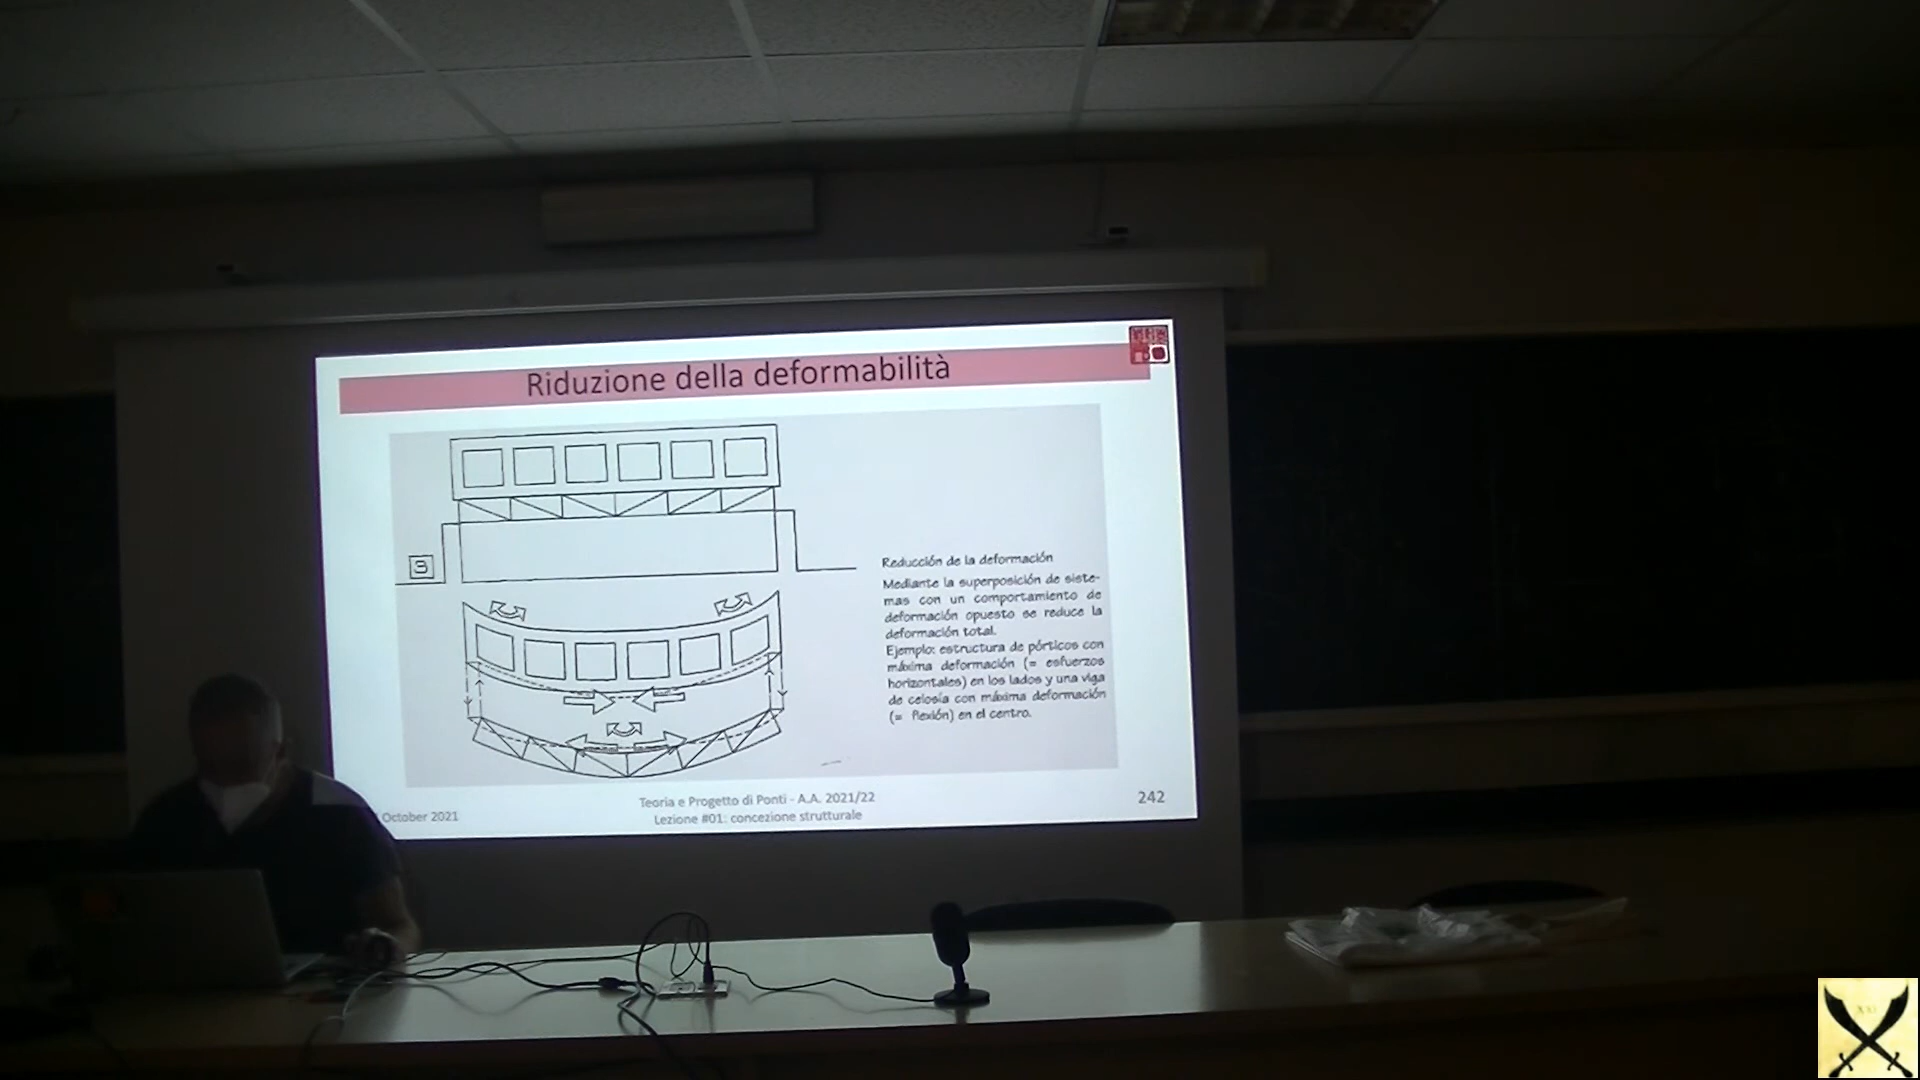 Riduzione della deformabilità
3
Reducción de la deformación
Mediante la superposición de siste-
mas con un comportamiento de
deformación opuesto se reduce la
deformación total.
Ejemplo: estructura de pórticos con
máxima deformación (= esfuerzos
horizontales) en los lados y una viga
de celosía con máxima deformación
(= flexión) en el centro.
October 2021
Teoria e Progetto di Ponti - A.A. 2021/22
Lezione #01: concezione strutturale
242